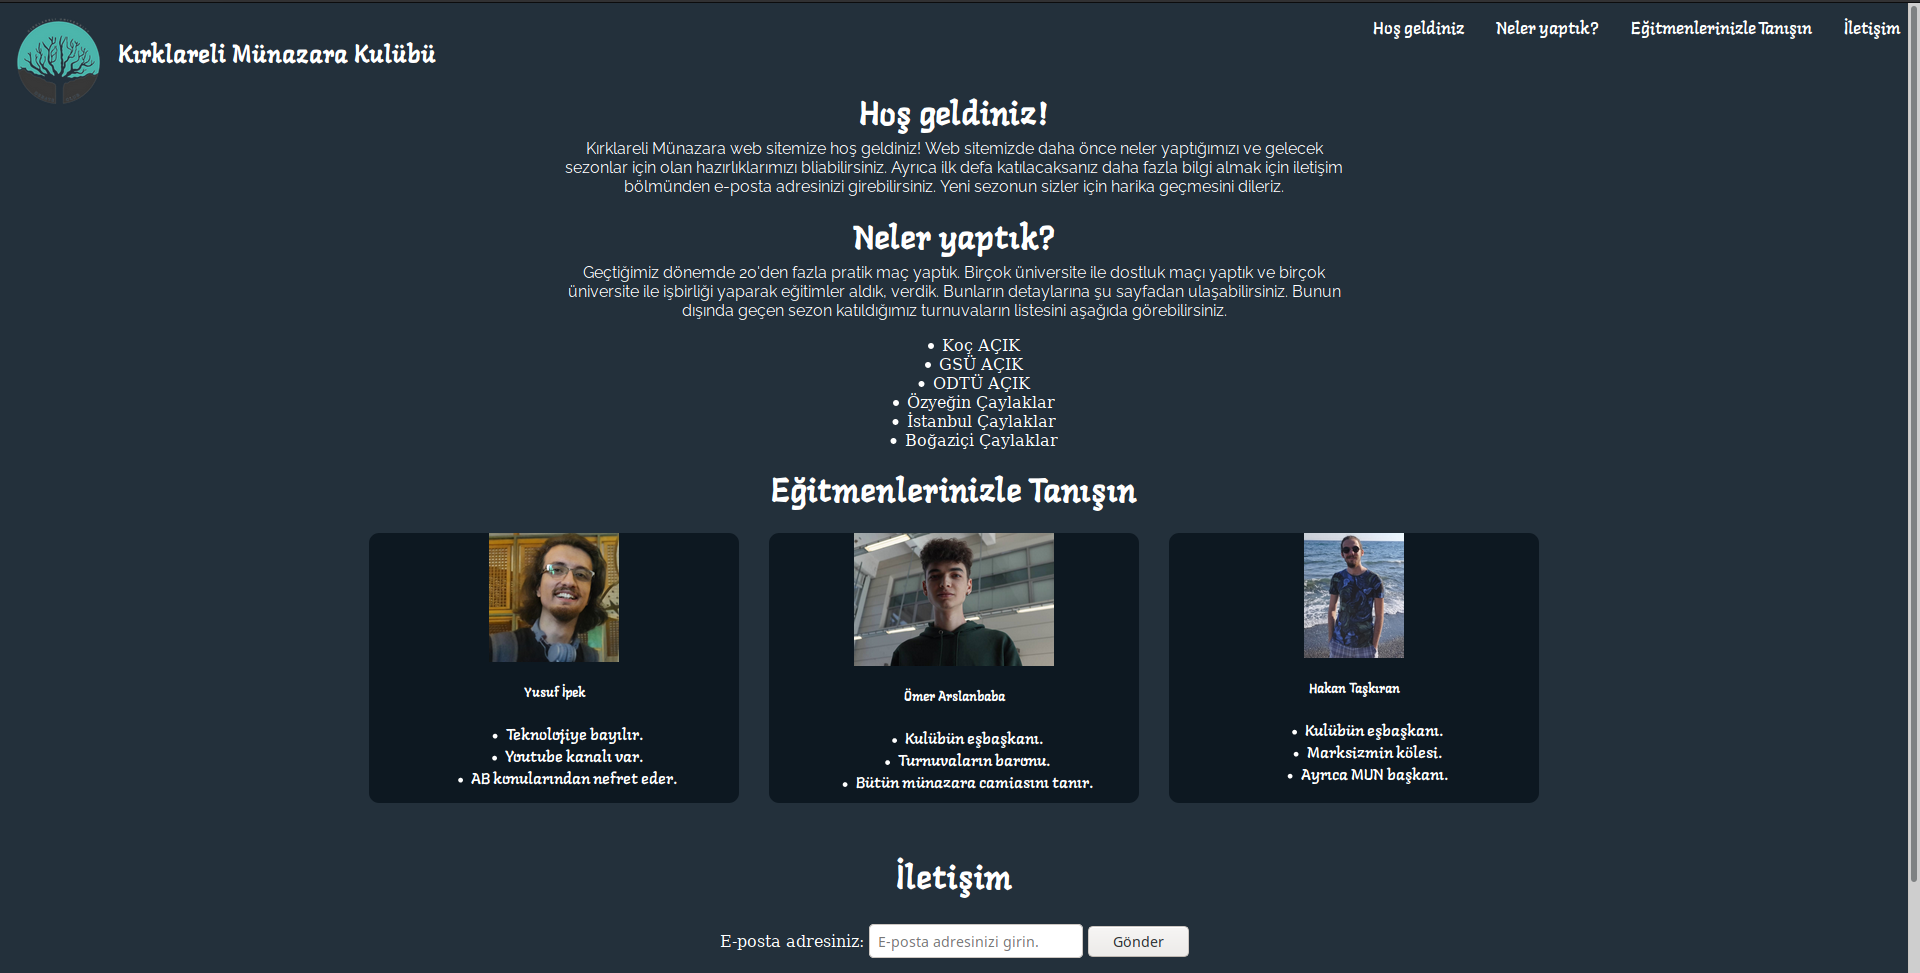 Kırklareli Münazara Kulübü
Hoş geldiniz
Neler yaptık?
Eğitmenlerinizle Tanışın
İletişim
Hoş geldiniz!
Kırklareli Münazara web sitemize hoş geldiniz! Web sitemizde daha önce neler yaptığımızı ve gelecek
sezonlar için olan hazırlıklarımızı bliabilirsiniz. Ayrıca ilk defa katılacaksanız daha fazla bilgi almak için iletişim
bölmünden e-posta adresinizi girebilirsiniz. Yeni sezonun sizler için harika geçmesini dileriz.
Neler yaptık?
Geçtiğimiz dönemde 20'den fazla pratik maç yaptık. Birçok üniversite ile dostluk maçı yaptık ve birçok
üniversite ile işbirliği yaparak eğitimler aldık, verdik. Bunların detaylarına şu sayfadan ulaşabilirsiniz. Bunun
dışında geçen sezon katıldığımız turnuvaların listesini aşağıda görebilirsiniz.
• Koç AÇIK
• GSÜ AÇIK
• ODTÜ AÇIK
• Özyeğin Çaylaklar
• İstanbul Çaylaklar
• Boğaziçi Çaylaklar
Eğitmenlerinizle Tanışın
Yusuf İpek
• Teknolojiye bayılır.
• Youtube kanalı var.
• AB konularından nefret eder.
Ömer Arslanbaba
• Kulübün eşbaşkanı.
• Turnuvaların baronu.
• Bütün münazara camiasını tanır.
Hakan Taşkıran
• Kulübün eşbaşkanı.
• Marksizmin kölesi.
• Ayrıca MUN başkanı.
İletişim
E-posta adresiniz: E-posta adresinizi girin. Gönder